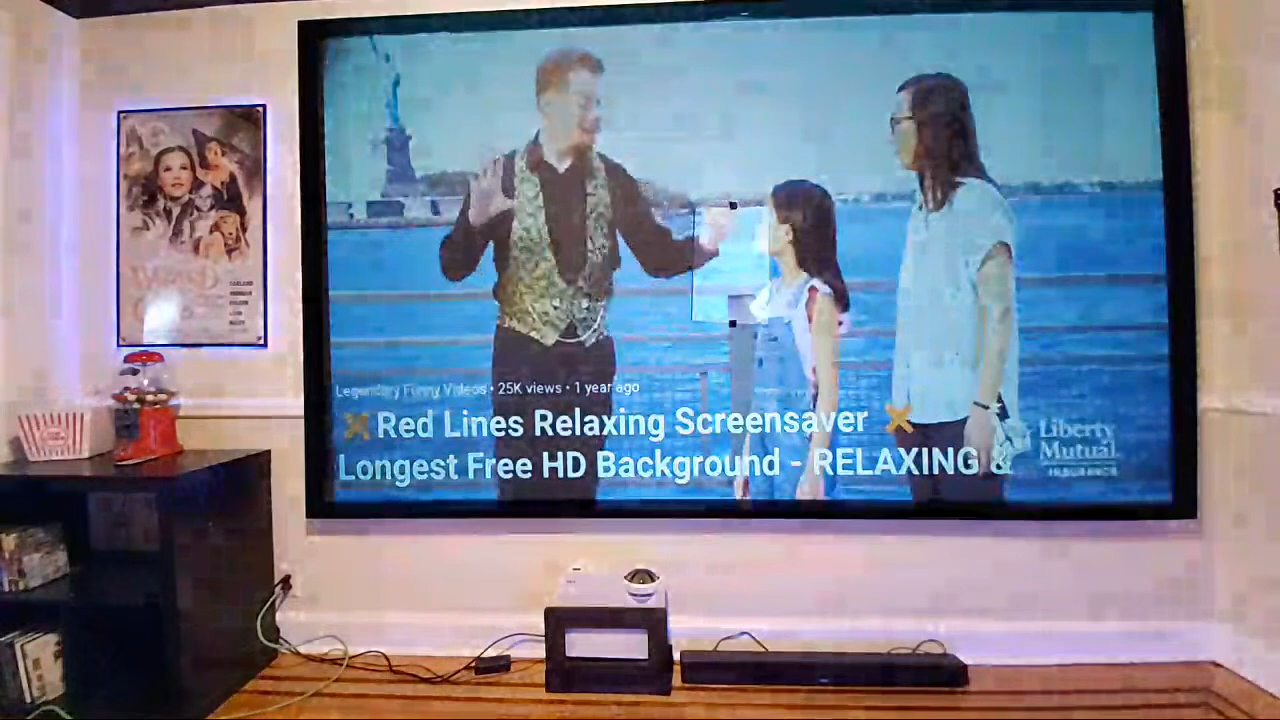 Legendary Funny Videos • 25K views • 1 year ago
Red Lines Relaxing Screensaver
Longest Free HD Background - RELAXING &
Liberty
Mutual
INSURANCE